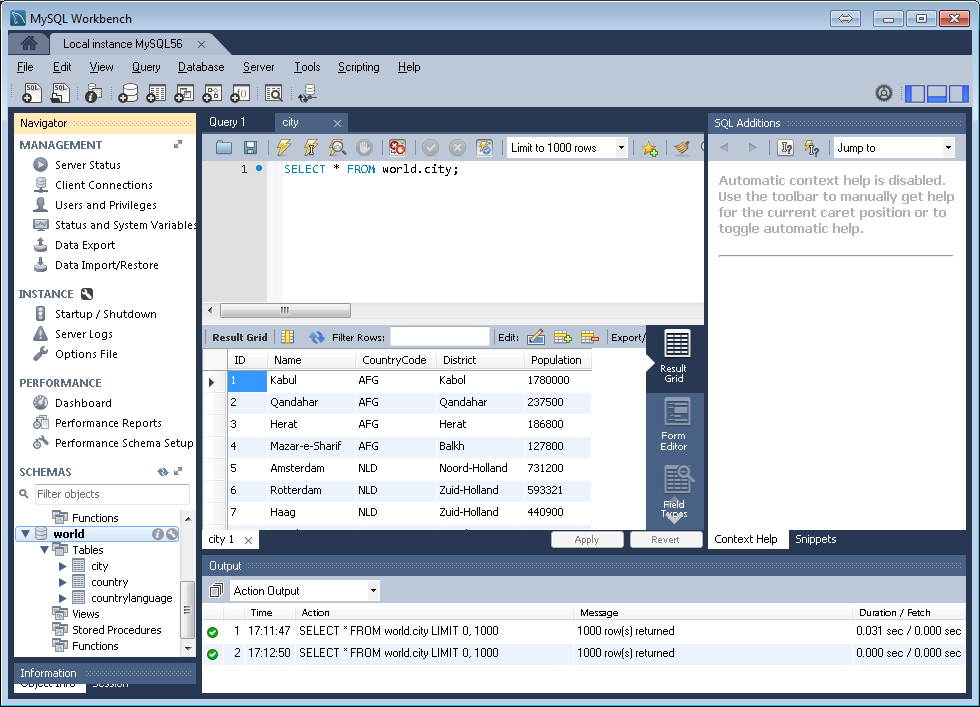 MySQL Workbench
Local instance MySQL56
File Edit View Query Database Server Tools Scripting Help
Navigator
MANAGEMENT
Server Status
Client Connections
Users and Privileges
Status and System Variables
Data Export
Data Import/Restore
INSTANCE
Startup / Shutdown
Server Logs
Options File
PERFORMANCE
Dashboard
Performance Reports
Performance Schema Setup
SCHEMAS
Filter objects
Functions
world
Tables
city
country
countrylanguage
Views
Stored Procedures
Functions
Information
Object Info Session
Query 1 city
Limit to 1000 rows
1 SELECT * FROM world.city;
Result Grid Filter Rows: Edit: Export/
ID Name CountryCode District Population
1 Kabul AFG Kabol 1780000
2 Qandahar AFG Qandahar 237500
3 Herat AFG Herat 186800
4 Mazar-e-Sharif AFG Balkh 127800
5 Amsterdam NLD Noord-Holland 731200
6 Rotterdam NLD Zuid-Holland 593321
7 Haag NLD Zuid-Holland 440900
Result
Grid
Form
Editor
Field
Types
city 1 Apply Revert
SQL Additions
Jump to
Automatic context help is disabled.
Use the toolbar to manually get help
for the current caret position or to
toggle automatic help.
Context Help Snippets
Output
Action Output
Time Action Message Duration / Fetch
1 17:11:47 SELECT * FROM world.city LIMIT 0, 1000 1000 row(s) returned 0.031 sec / 0.000 sec
2 17:12:50 SELECT * FROM world.city LIMIT 0, 1000 1000 row(s) returned 0.000 sec / 0.000 sec